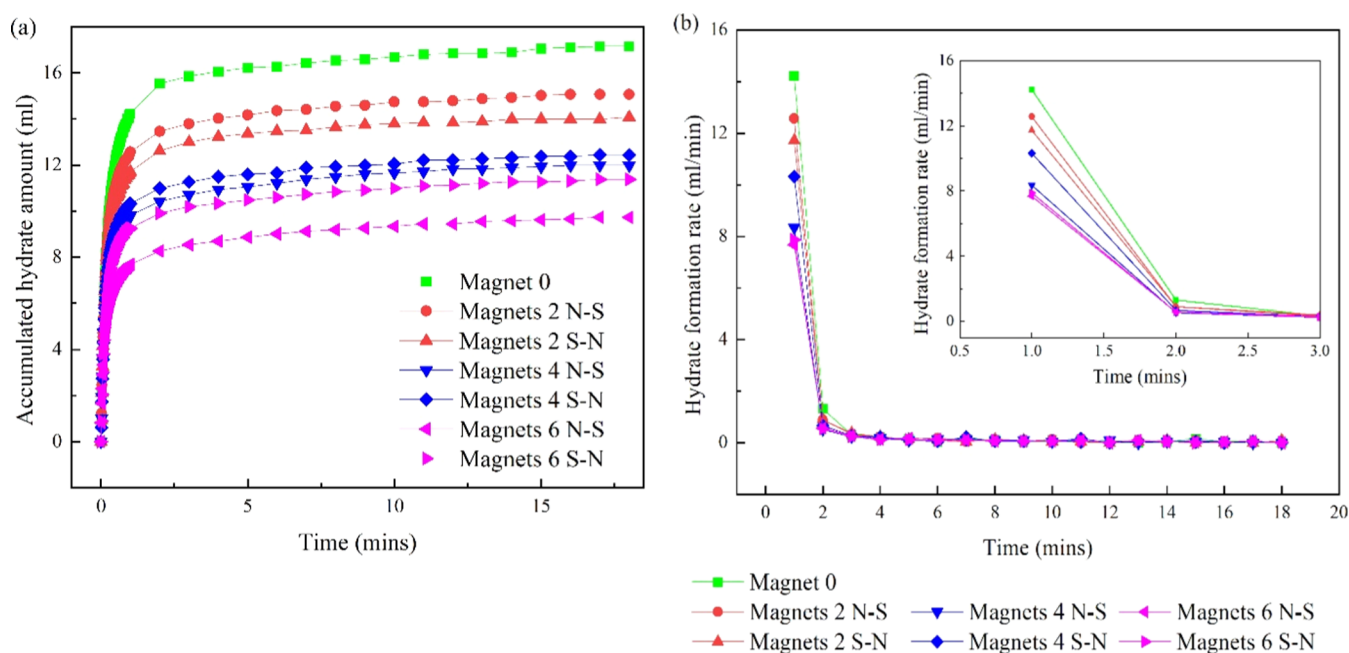 (a)
Accumulated hydrate amount (ml)
16
12
8
4
0
Magnet 0
Magnets 2 N-S
Magnets 2 S-N
Magnets 4 N-S
Magnets 4 S-N
Magnets 6 N-S
Magnets 6 S-N
0 5 10 15
Time (mins)
(b)
Hydrate formation rate (ml/min)
16
12
8
4
0
0 2 4 6 8 10 12 14 16 18 20
Time (mins)
Hydrate formation rate (ml/min)
16
12
8
4
0
0.5 1.0 1.5 2.0 2.5 3.0
Time (mins)
Magnet 0
Magnets 2 N-S Magnets 4 N-S Magnets 6 N-S
Magnets 2 S-N Magnets 4 S-N Magnets 6 S-N